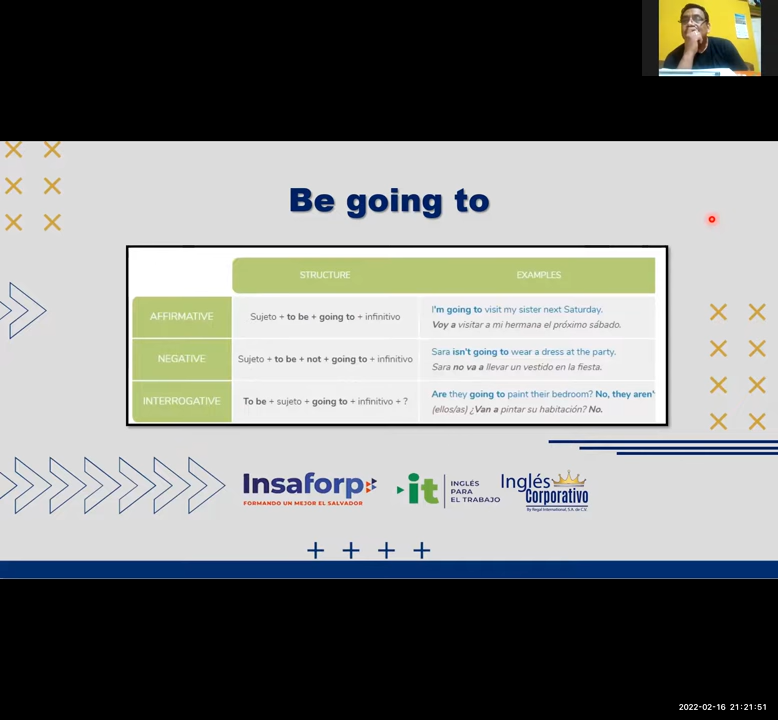 Be going to
STRUCTURE EXAMPLES
AFFIRMATIVE Sujeto + to be + going to + infinitivo I'm going to visit my sister next Saturday.
Voy a visitar a mi hermana el próximo sábado.
NEGATIVE Sujeto + to be + not + going to + infinitivo Sara isn't going to wear a dress at the party.
Sara no va a llevar un vestido en la fiesta.
INTERROGATIVE To be + sujeto + going to + infinitivo + ? Are they going to paint their bedroom? No, they aren'
(ellos/as) ¿Van a pintar su habitación? No.
Insaforp
FORMANDO UN MEJOR EL SALVADOR
it
INGLÉS
PARA
EL TRABAJO
Inglés
Corporativo
By Regal International, S.A. de C.V.
2022-02-16 21:21:51